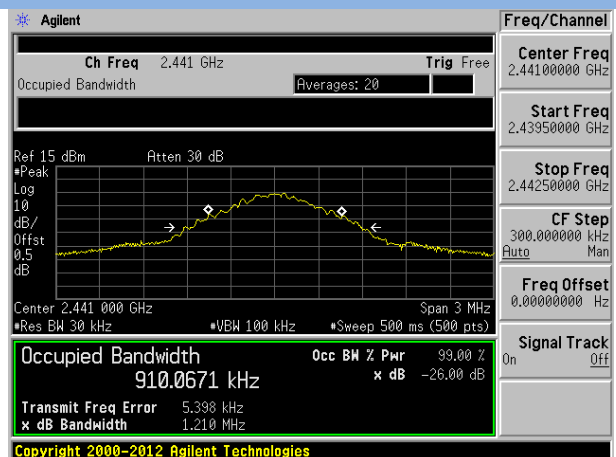 Agilent
Freq/Channel
Ch Freq 2.441 GHz Trig Free
Occupied Bandwidth Averages: 20
Center Freq
2.44100000 GHz
Start Freq
2.43950000 GHz
Stop Freq
2.44250000 GHz
CF Step
300.000000 kHz
Auto Man
Freq Offset
0.00000000 Hz
Signal Track
On Off
Ref 15 dBm Atten 30 dB
#Peak
Log
10
dB/
Offst
0.5
dB
Center 2.441 000 GHz Span 3 MHz
#Res BW 30 kHz #VBW 100 kHz #Sweep 500 ms (500 pts)
Occupied Bandwidth Occ BW % Pwr 99.00 %
910.0671 kHz x dB -26.00 dB
Transmit Freq Error 5.398 kHz
x dB Bandwidth 1.210 MHz
Copyright 2000-2012 Agilent Technologies